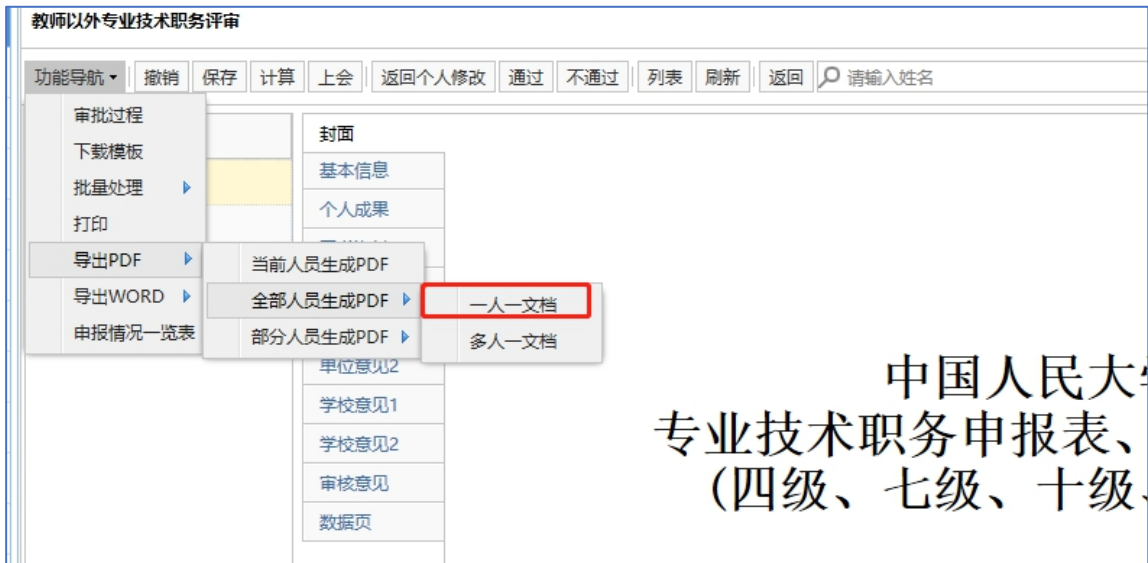 教师以外专业技术职务评审
功能导航 撤销 保存 计算 上会 返回个人修改 通过 不通过 列表 刷新 返回 请输入姓名
审批过程
下载模板
批量处理
打印
导出PDF
导出WORD
申报情况一览表
当前人员生成PDF
全部人员生成PDF
部分人员生成PDF
一人一文档
多人一文档
封面
基本信息
个人成果
单位意见2
学校意见1
学校意见2
审核意见
数据页
中国人民大
专业技术职务申报表、
（四级、七级、十级、